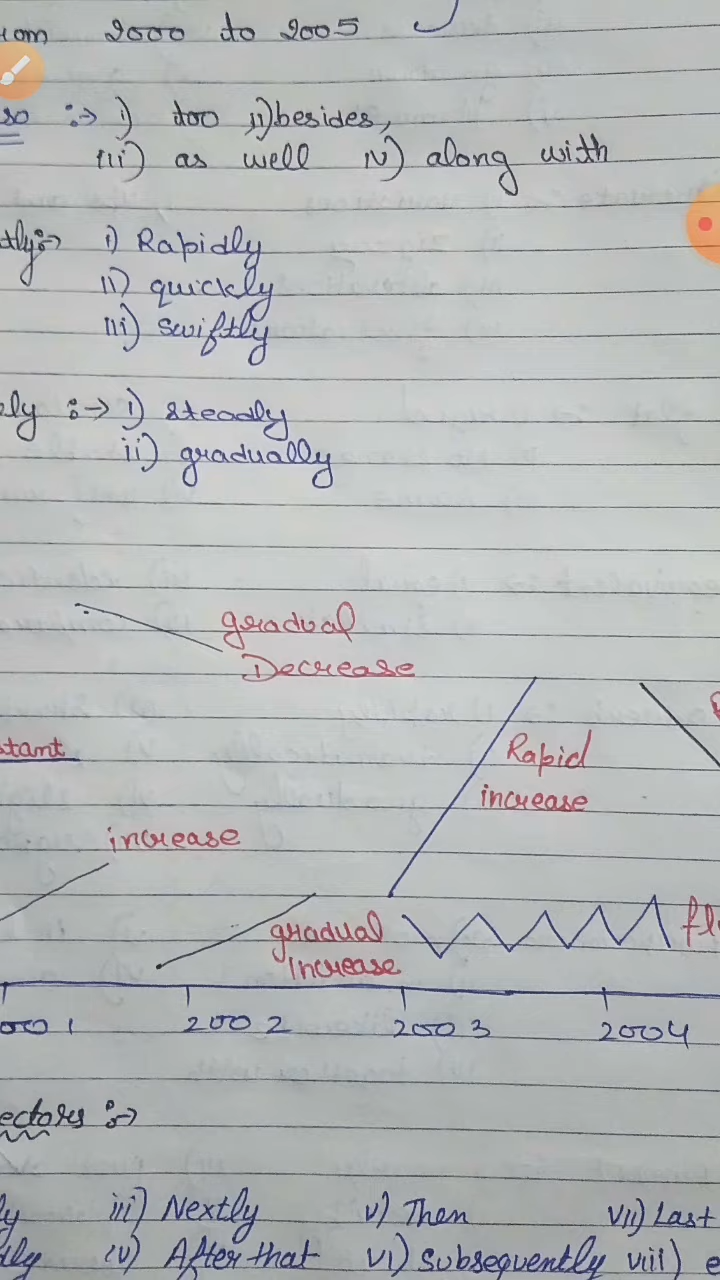 2000 to 2005
:→ i) too ii) besides,
iii) as well iv) along with
i) Rapidly
ii) quickly
iii) swiftly
:→ i) steadly
ii) gradually
gradual
Decrease
Rapid
increase
increase
gradual
Increase
2002 2003 2004
:→
iii) Nextly v) Then vii) Last
iv) After that vi) Subsequently viii)